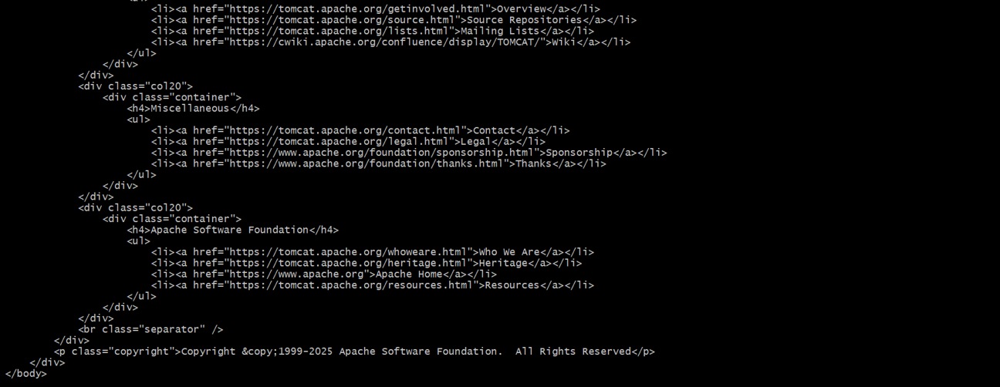 <ul>
<li><a href="https://tomcat.apache.org/getinvolved.html">Overview</a></li>
<li><a href="https://tomcat.apache.org/source.html">Source Repositories</a></li>
<li><a href="https://tomcat.apache.org/lists.html">Mailing Lists</a></li>
<li><a href="https://cwiki.apache.org/confluence/display/TOMCAT/">Wiki</a></li>
</ul>
</div>
</div>
<div class="col20">
<div class="container">
<h4>Miscellaneous</h4>
<ul>
<li><a href="https://tomcat.apache.org/contact.html">Contact</a></li>
<li><a href="https://tomcat.apache.org/legal.html">Legal</a></li>
<li><a href="https://www.apache.org/foundation/sponsorship.html">Sponsorship</a></li>
<li><a href="https://www.apache.org/foundation/thanks.html">Thanks</a></li>
</ul>
</div>
</div>
<div class="col20">
<div class="container">
<h4>Apache Software Foundation</h4>
<ul>
<li><a href="https://tomcat.apache.org/whoweare.html">Who We Are</a></li>
<li><a href="https://tomcat.apache.org/heritage.html">Heritage</a></li>
<li><a href="https://www.apache.org">Apache Home</a></li>
<li><a href="https://tomcat.apache.org/resources.html">Resources</a></li>
</ul>
</div>
</div>
<br class="separator" />
</div>
<p class="copyright">Copyright &copy;1999-2025 Apache Software Foundation.  All Rights Reserved</p>
</div>
</body>